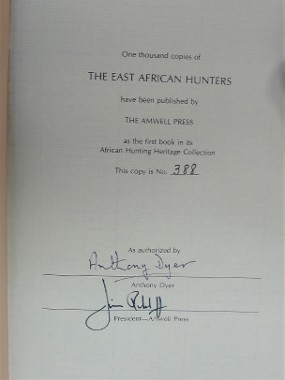 One thousand copies of
THE EAST AFRICAN HUNTERS
have been published by
THE AMWELL PRESS
as the first book in its
African Hunting Heritage Collection
This copy is No. 388
As authorized by
Anthony Dyer
Anthony Dyer
Jim
President—Amwell Press